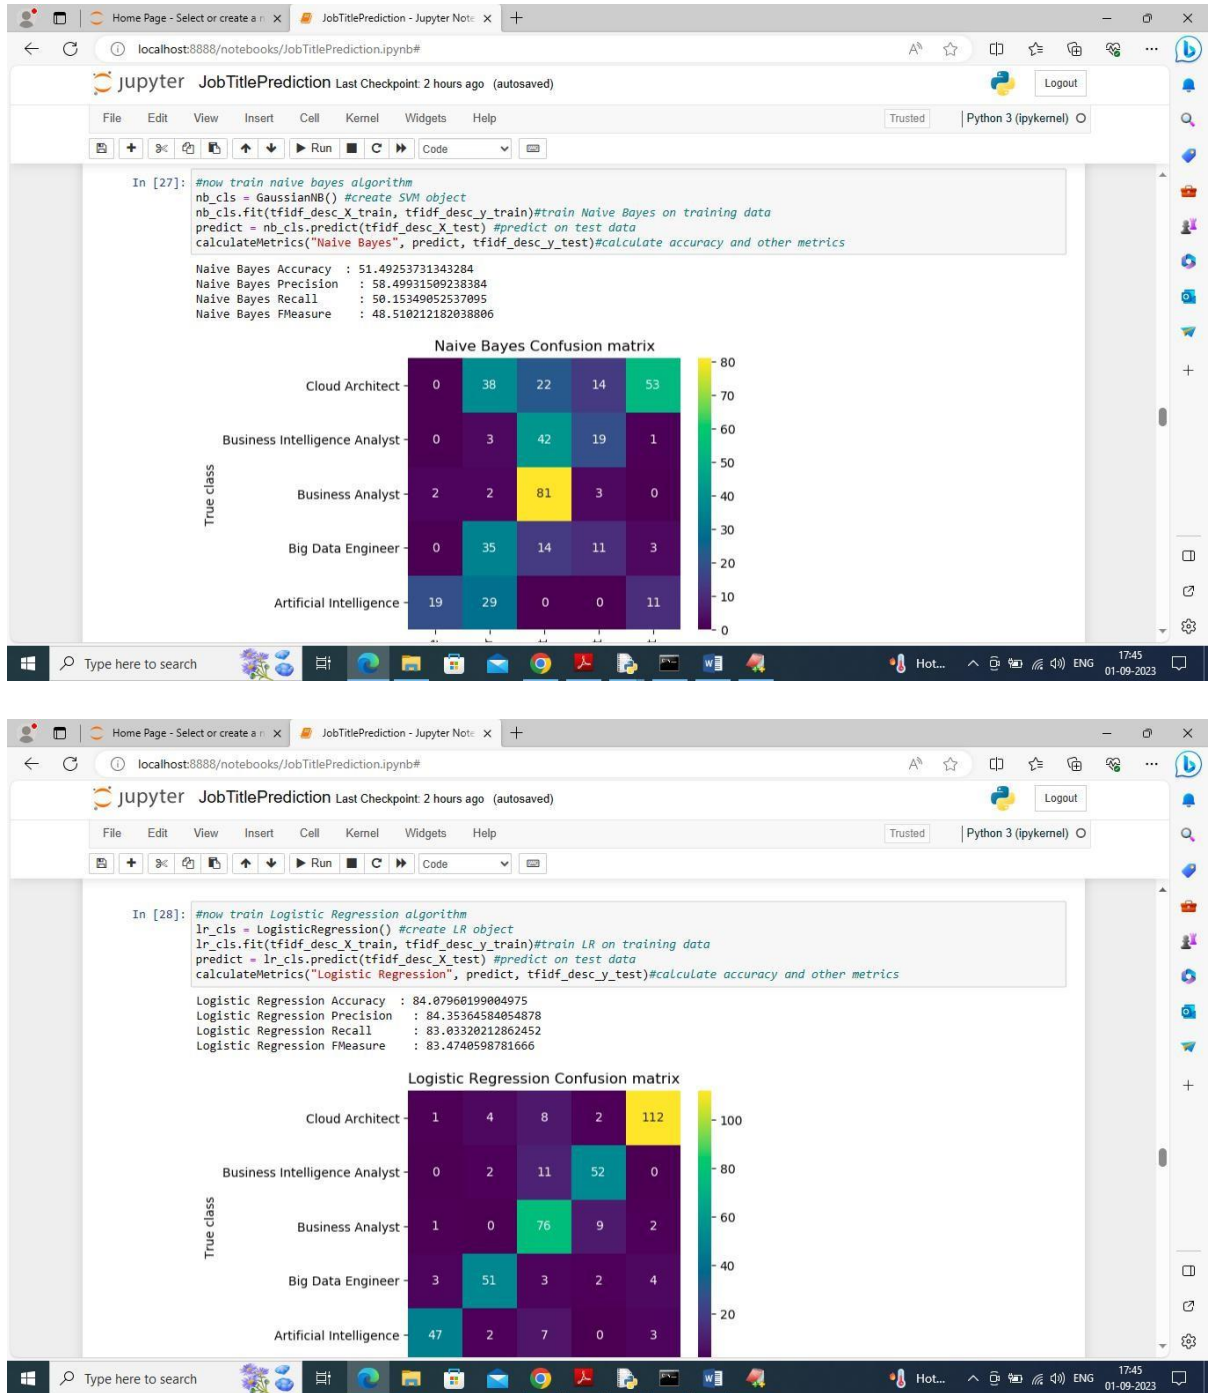 Home Page - Select or create a n
JobTitlePrediction - Jupyter Note
localhost:8888/notebooks/JobTitlePrediction.ipynb#
jupyter JobTitlePrediction Last Checkpoint: 2 hours ago (autosaved)
Logout
File Edit View Insert Cell Kernel Widgets Help
Trusted Python 3 (ipykernel)
Run Code
In [27]: #now train naive bayes algorithm
nb_cls = GaussianNB() #create SVM object
nb_cls.fit(tfidf_desc_X_train, tfidf_desc_y_train)#train Naive Bayes on training data
predict = nb_cls.predict(tfidf_desc_X_test) #predict on test data
calculateMetrics("Naive Bayes", predict, tfidf_desc_y_test)#calculate accuracy and other metrics
Naive Bayes Accuracy : 51.49253731343284
Naive Bayes Precision : 58.49931509238384
Naive Bayes Recall : 50.15349052537095
Naive Bayes FMeasure : 48.510212182038806
Naive Bayes Confusion matrix
Cloud Architect 0 38 22 14 53
Business Intelligence Analyst 0 3 42 19 1
Business Analyst 2 2 81 3 0
Big Data Engineer 0 35 14 11 3
Artificial Intelligence 19 29 0 0 11
True class
80
70
60
50
40
30
20
10
0
Type here to search
Hot... ENG 17:45
01-09-2023
Home Page - Select or create a n
JobTitlePrediction - Jupyter Note
localhost:8888/notebooks/JobTitlePrediction.ipynb#
jupyter JobTitlePrediction Last Checkpoint: 2 hours ago (autosaved)
Logout
File Edit View Insert Cell Kernel Widgets Help
Trusted Python 3 (ipykernel)
Run Code
In [28]: #now train Logistic Regression algorithm
lr_cls = LogisticRegression() #create LR object
lr_cls.fit(tfidf_desc_X_train, tfidf_desc_y_train)#train LR on training data
predict = lr_cls.predict(tfidf_desc_X_test) #predict on test data
calculateMetrics("Logistic Regression", predict, tfidf_desc_y_test)#calculate accuracy and other metrics
Logistic Regression Accuracy : 84.07960199004975
Logistic Regression Precision : 84.35364584054878
Logistic Regression Recall : 83.03320212862452
Logistic Regression FMeasure : 83.4740598781666
Logistic Regression Confusion matrix
Cloud Architect 1 4 8 2 112
Business Intelligence Analyst 0 2 11 52 0
Business Analyst 1 0 76 9 2
Big Data Engineer 3 51 3 2 4
Artificial Intelligence 47 2 7 0 3
True class
100
80
60
40
20
Type here to search
Hot... ENG 17:45
01-09-2023